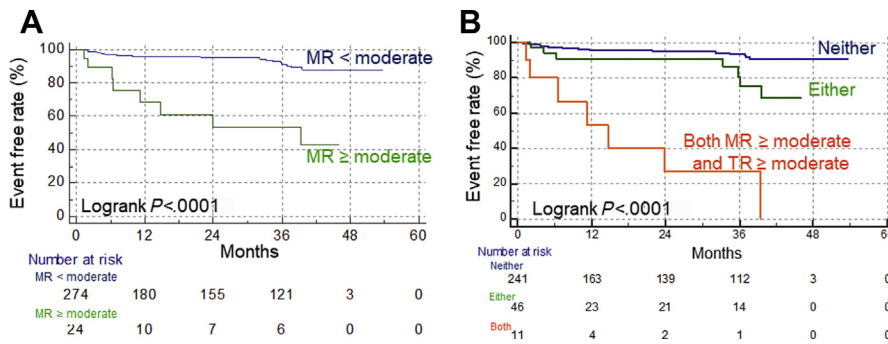 A
Event free rate (%)
100
80
60
40
20
0
MR < moderate
MR ≥ moderate
Logrank P<.0001
0 12 24 36 48 60
Months
Number at risk
MR < moderate
274 180 155 121 3 0
MR ≥ moderate
24 10 7 6 0 0
B
Event free rate (%)
100
80
60
40
20
0
Neither
Either
Both MR ≥ moderate
and TR ≥ moderate
Logrank P<.0001
0 12 24 36 48 60
Months
Number at risk
Neither
241 163 139 112 3 0
Either
46 23 21 14 0 0
Both
11 4 2 1 0 0